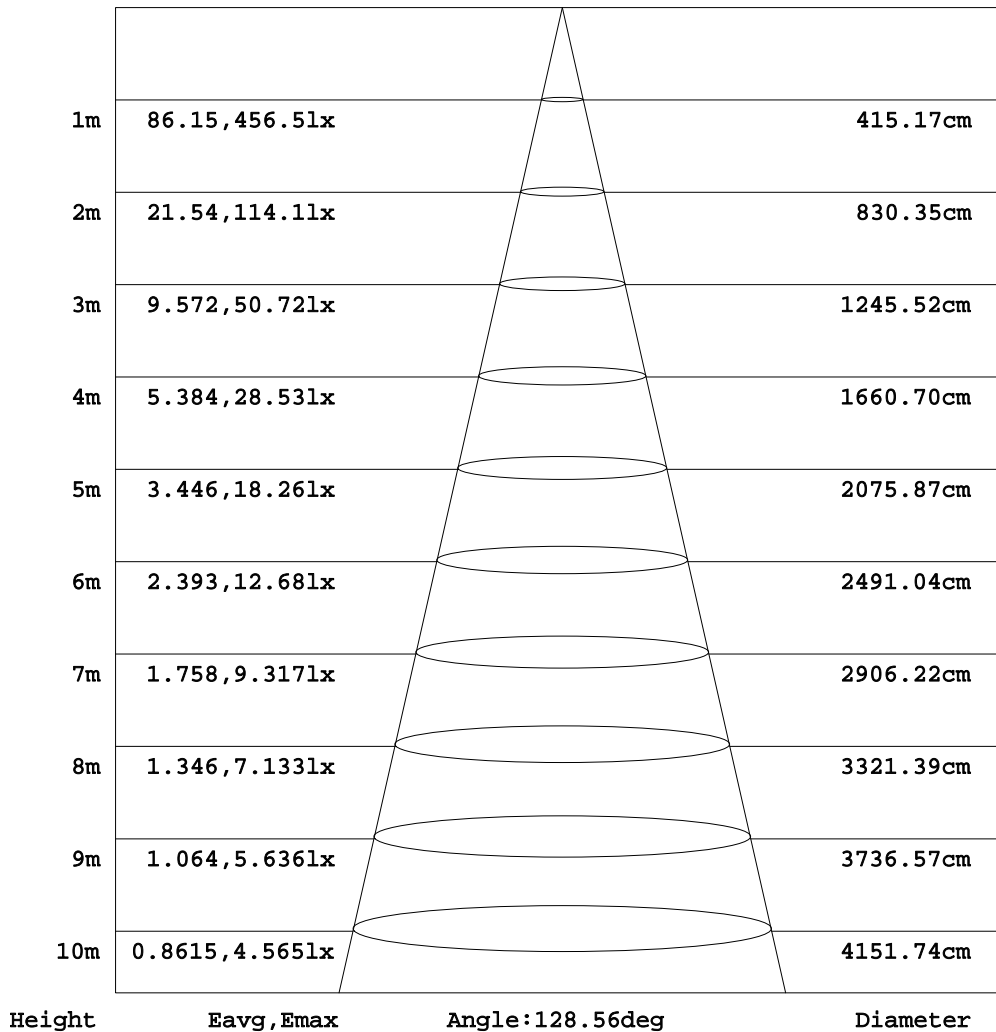 1m 86.15,456.5lx 415.17cm
2m 21.54,114.1lx 830.35cm
3m 9.572,50.72lx 1245.52cm
4m 5.384,28.53lx 1660.70cm
5m 3.446,18.26lx 2075.87cm
6m 2.393,12.68lx 2491.04cm
7m 1.758,9.317lx 2906.22cm
8m 1.346,7.133lx 3321.39cm
9m 1.064,5.636lx 3736.57cm
10m 0.8615,4.565lx 4151.74cm
Height Eavg,Emax Angle:128.56deg Diameter